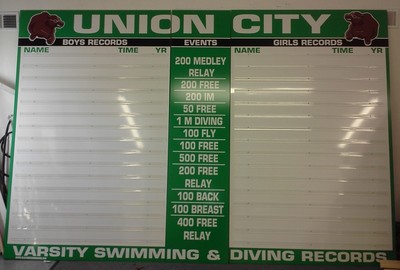 UNION CITY
BOYS RECORDS EVENTS GIRLS RECORDS
NAME TIME YR NAME TIME YR
200 MEDLEY
RELAY
200 FREE
200 IM
50 FREE
1 M DIVING
100 FLY
100 FREE
500 FREE
200 FREE
RELAY
100 BACK
100 BREAST
400 FREE
RELAY
VARSITY SWIMMING & DIVING RECORDS